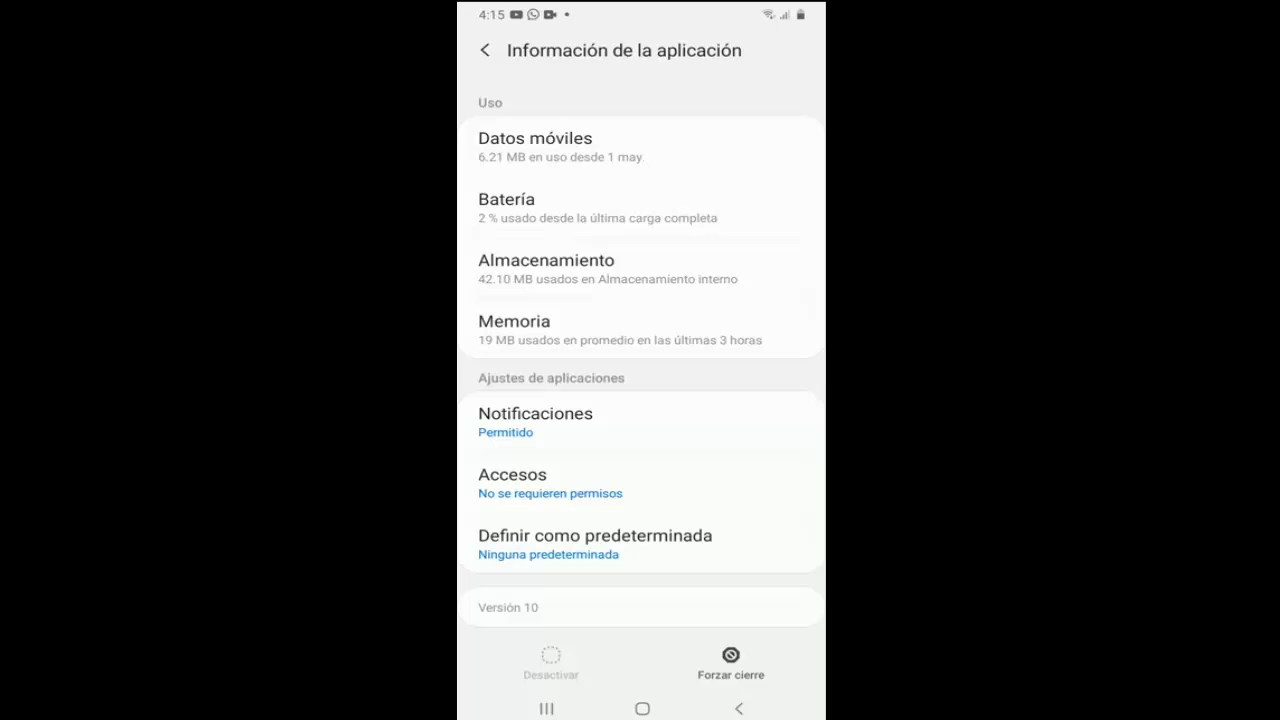 4:15
Información de la aplicación
Uso
Datos móviles
6.21 MB en uso desde 1 may.
Batería
2 % usado desde la última carga completa
Almacenamiento
42.10 MB usados en Almacenamiento interno
Memoria
19 MB usados en promedio en las últimas 3 horas
Ajustes de aplicaciones
Notificaciones
Permitido
Accesos
No se requieren permisos
Definir como predeterminada
Ninguna predeterminada
Versión 10
Desactivar
Forzar cierre